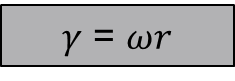 γ = ωr